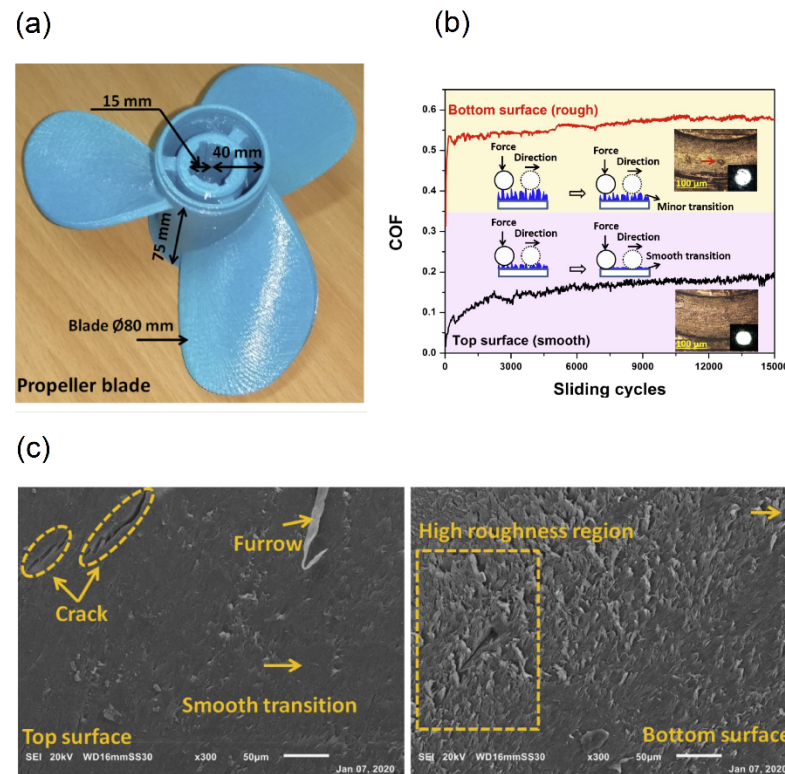 (a)
15 mm
40 mm
75 mm
Blade Ø80 mm
Propeller blade
(b)
COF
0.6
0.5
0.4
0.3
0.2
0.1
0.0
Bottom surface (rough)
Force
Direction
Force
Direction
Minor transition
100 µm
Force
Direction
Force
Direction
Smooth transition
100 µm
Top surface (smooth)
0 3000 6000 9000 12000 15000
Sliding cycles
(c)
Crack
Furrow
Smooth transition
Top surface
SEI 20kV WD16mmSS30 x300 50µm
Jan 07, 2020
High roughness region
Bottom surface
SEI 20kV WD16mmSS30 x300 50µm
Jan 07, 2020